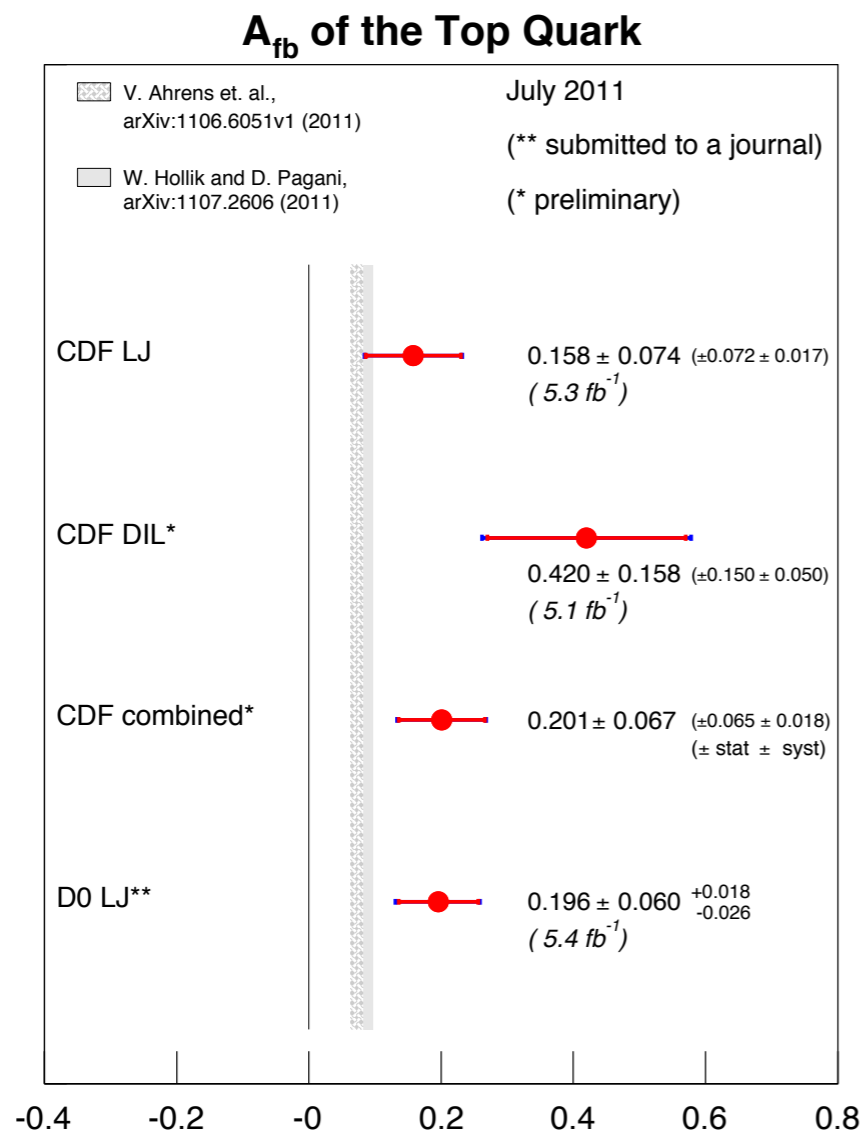 A_fb of the Top Quark
V. Ahrens et. al.,
arXiv:1106.6051v1 (2011)
W. Hollik and D. Pagani,
arXiv:1107.2606 (2011)
July 2011
(** submitted to a journal)
(* preliminary)
CDF LJ
0.158 ± 0.074 (±0.072 ± 0.017)
( 5.3 fb⁻¹)
CDF DIL*
0.420 ± 0.158 (±0.150 ± 0.050)
( 5.1 fb⁻¹)
CDF combined*
0.201 ± 0.067 (±0.065 ± 0.018)
(± stat ± syst)
D0 LJ**
0.196 ± 0.060 +0.018 -0.026
( 5.4 fb⁻¹)
-0.4 -0.2 -0 0.2 0.4 0.6 0.8